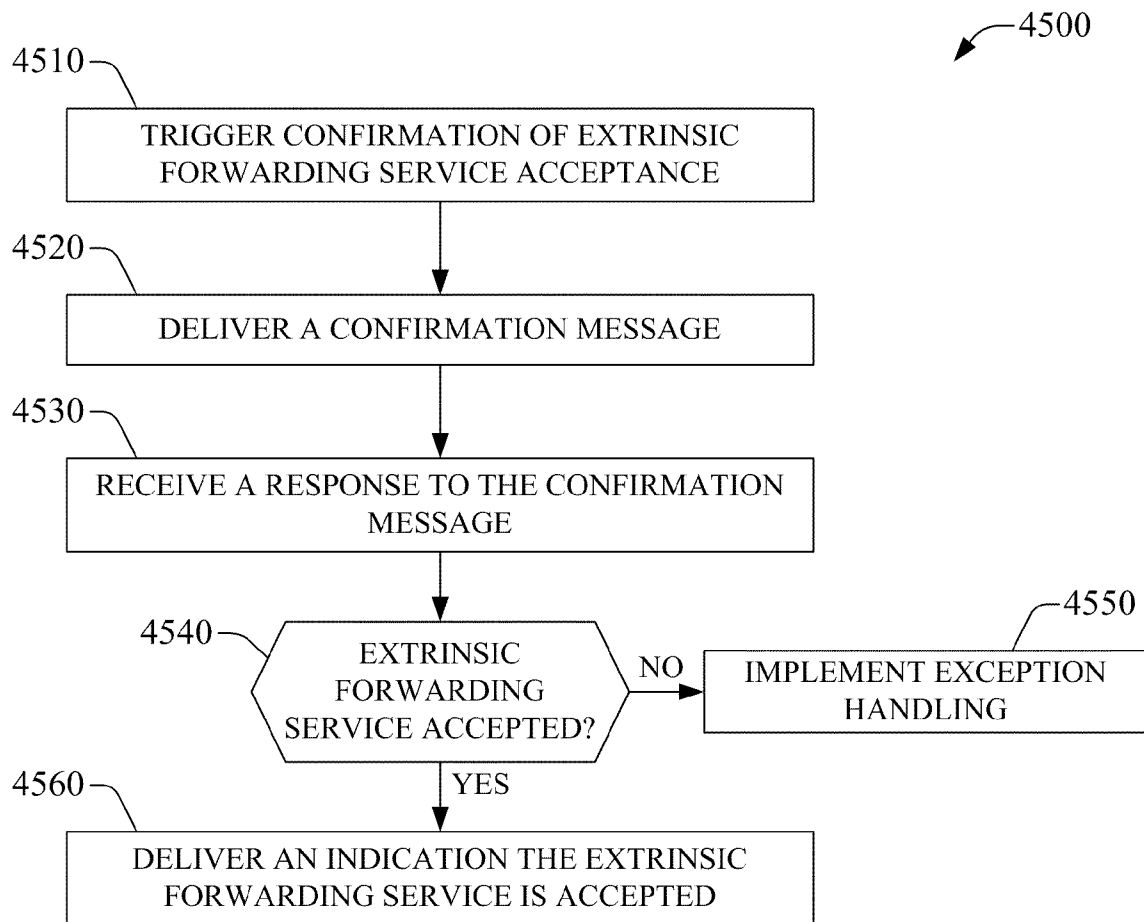 4500
4510
TRIGGER CONFIRMATION OF EXTRINSIC
FORWARDING SERVICE ACCEPTANCE
4520
DELIVER A CONFIRMATION MESSAGE
4530
RECEIVE A RESPONSE TO THE CONFIRMATION
MESSAGE
4540
EXTRINSIC
FORWARDING
SERVICE ACCEPTED?
NO
4550
IMPLEMENT EXCEPTION
HANDLING
YES
4560
DELIVER AN INDICATION THE EXTRINSIC
FORWARDING SERVICE IS ACCEPTED